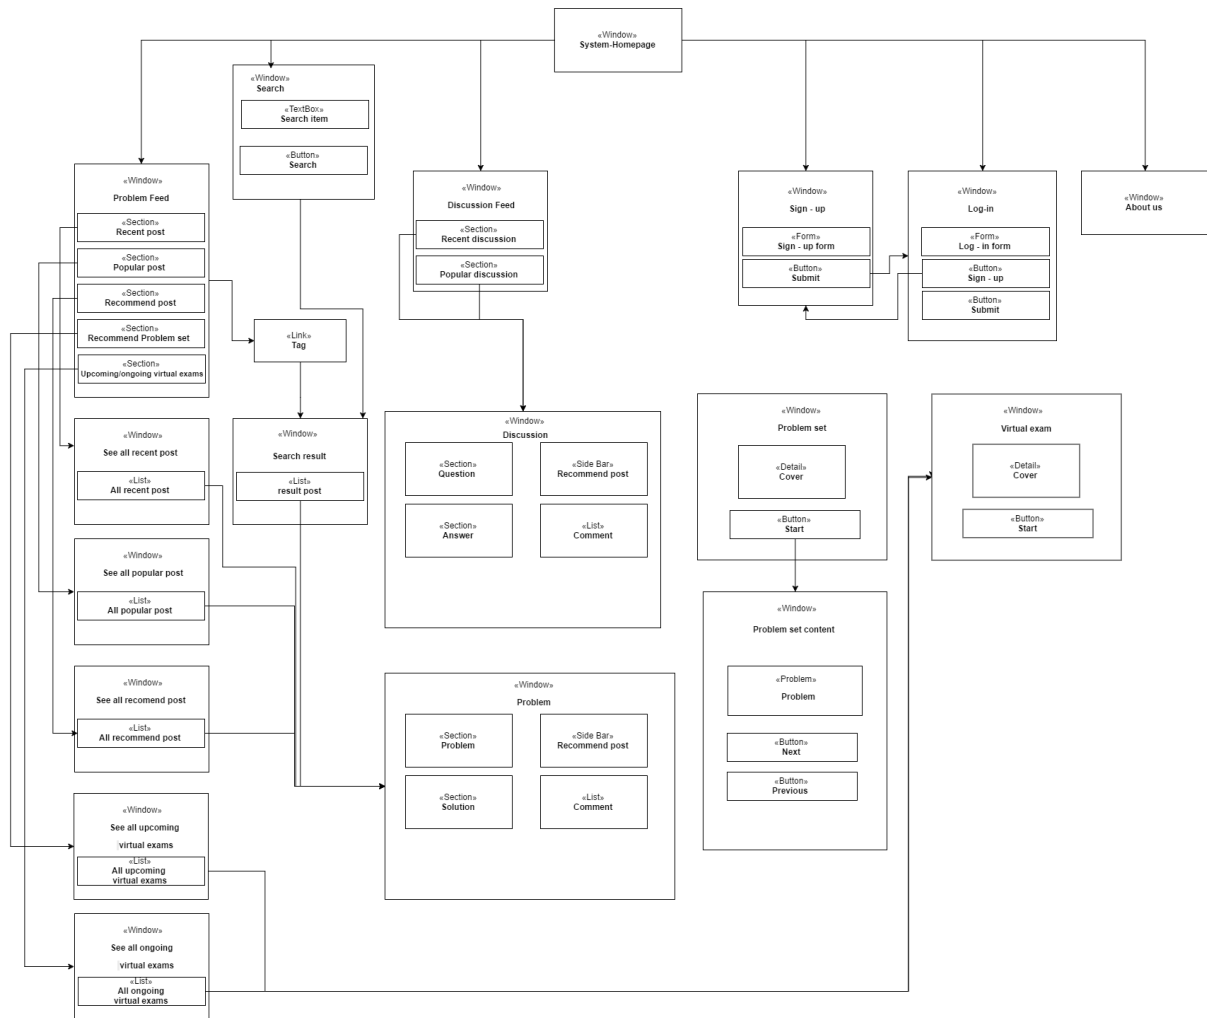 «Window»
System-Homepage
«Window»
Search
«TextBox»
Search item
«Button»
Search
«Window»
Problem Feed
«Section»
Recent post
«Section»
Popular post
«Section»
Recommend post
«Section»
Recommend Problem set
«Section»
Upcoming/ongoing virtual exams
«Window»
Discussion Feed
«Section»
Recent discussion
«Section»
Popular discussion
«Window»
Sign - up
«Form»
Sign - up form
«Button»
Submit
«Window»
Log-in
«Form»
Log - in form
«Button»
Sign - up
«Button»
Submit
«Window»
About us
«Link»
Tag
«Window»
See all recent post
«List»
All recent post
«Window»
Search result
«List»
result post
«Window»
Discussion
«Section»
Question
«Side Bar»
Recommend post
«Section»
Answer
«List»
Comment
«Window»
Problem set
«Detail»
Cover
«Button»
Start
«Window»
Virtual exam
«Detail»
Cover
«Button»
Start
«Window»
See all popular post
«List»
All popular post
«Window»
Problem set content
«Problem»
Problem
«Button»
Next
«Button»
Previous
«Window»
See all recomend post
«List»
All recommend post
«Window»
Problem
«Section»
Problem
«Side Bar»
Recommend post
«Section»
Solution
«List»
Comment
«Window»
See all upcoming
virtual exams
«List»
All upcoming
virtual exams
«Window»
See all ongoing
virtual exams
«List»
All ongoing
virtual exams